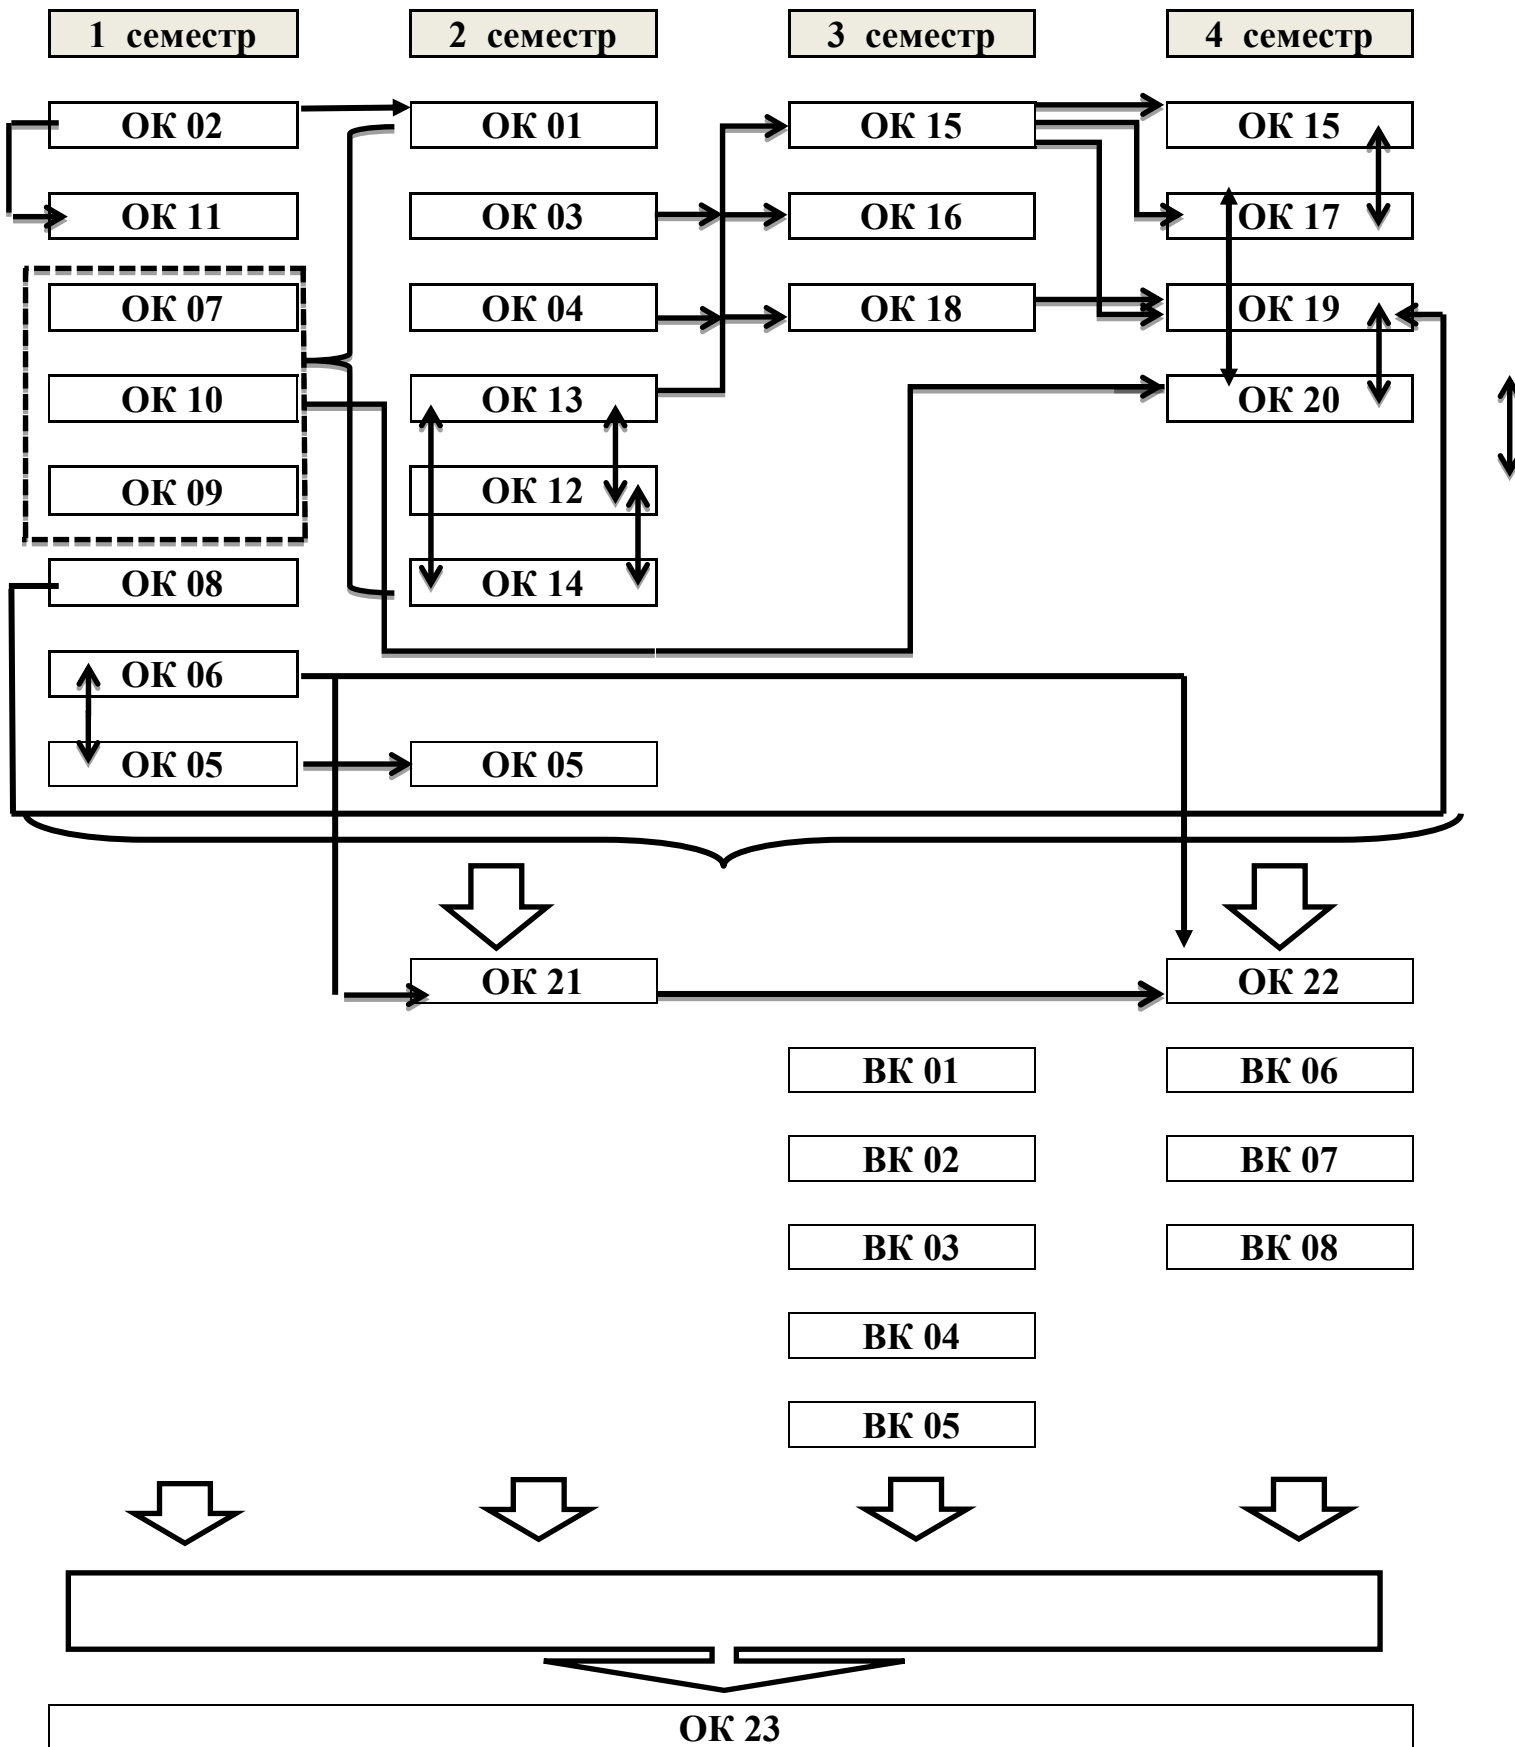 1 семестр 2 семестр 3 семестр 4 семестр
ОК 02 ОК 01 ОК 15 ОК 15
ОК 11 ОК 03 ОК 16 ОК 17
ОК 07 ОК 04 ОК 18 ОК 19
ОК 10 ОК 13 ОК 20
ОК 09 ОК 12
ОК 08 ОК 14
ОК 06
ОК 05 ОК 05
ОК 21 ОК 22
ВК 01 ВК 06
ВК 02 ВК 07
ВК 03 ВК 08
ВК 04
ВК 05
ОК 23